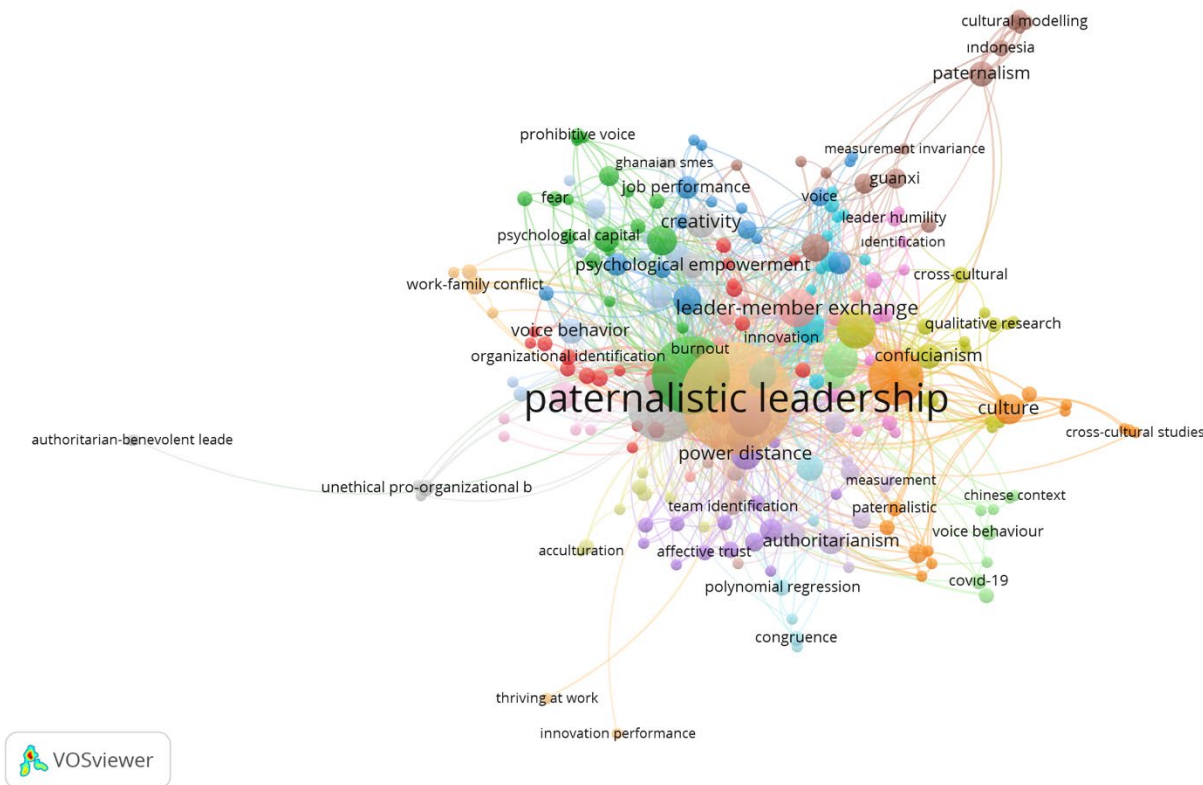 cultural modelling
ındonesia
paternalism
prohibitive voice
ghanaian smes
measurement invariance
job performance
guanxi
fear
voice
creativity
leader humility
psychological capital
ıdentification
psychological empowerment
cross-cultural
work-family conflict
leader-member exchange
qualitative research
voice behavior
innovation
burnout
organizational identification
confucianism
paternalistic leadership
culture
cross-cultural studies
authoritarian-benevolent leade
power distance
unethical pro-organizational b
measurement
chinese context
team identification
paternalistic
voice behaviour
authoritarianism
acculturation
affective trust
covıd-19
polynomial regression
congruence
thriving at work
innovation performance
VOSviewer